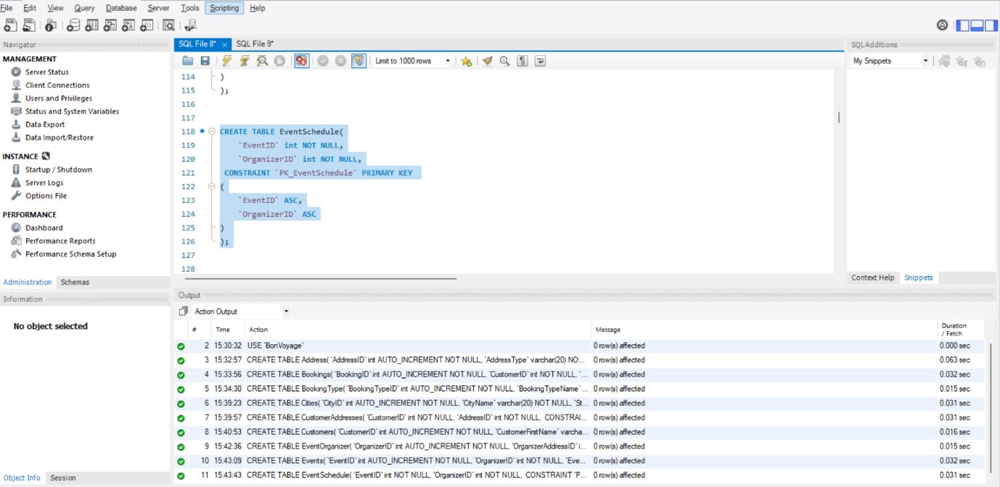 File Edit View Query Database Server Tools Scripting Help
Navigator
MANAGEMENT
Server Status
Client Connections
Users and Privileges
Status and System Variables
Data Export
Data Import/Restore
INSTANCE
Startup / Shutdown
Server Logs
Options File
PERFORMANCE
Dashboard
Performance Reports
Performance Schema Setup
Administration Schemas
Information
No object selected
Object Info Session
SQL File 8* SQL File 9*
Limit to 1000 rows
114 )
115 );
116
117
118 CREATE TABLE EventSchedule(
119 `EventID` int NOT NULL,
120 `OrganizerID` int NOT NULL,
121 CONSTRAINT `PK_EventSchedule` PRIMARY KEY
122 (
123 `EventID` ASC,
124 `OrganizerID` ASC
125 )
126 );
127
128
SQLAdditions
My Snippets
Context Help Snippets
Output
Action Output
# Time Action Message Duration / Fetch
2 15:30:32 USE `BonVoyage` 0 row(s) affected 0.000 sec
3 15:32:57 CREATE TABLE Address( `AddressID` int AUTO_INCREMENT NOT NULL, `AddressType` varchar(20) NO... 0 row(s) affected 0.063 sec
4 15:33:56 CREATE TABLE Bookings( `BookingID` int AUTO_INCREMENT NOT NULL, `CustomerID` int NOT NULL, `... 0 row(s) affected 0.032 sec
5 15:34:30 CREATE TABLE BookingType( `BookingTypeID` int AUTO_INCREMENT NOT NULL, `BookingTypeName` ... 0 row(s) affected 0.015 sec
6 15:39:23 CREATE TABLE Cities( `CityID` int AUTO_INCREMENT NOT NULL, `CityName` varchar(20) NOT NULL, `St... 0 row(s) affected 0.031 sec
7 15:39:57 CREATE TABLE CustomerAddresses( `CustomerID` int NOT NULL, `AddressID` int NOT NULL, CONSTRAI... 0 row(s) affected 0.031 sec
8 15:40:53 CREATE TABLE Customers( `CustomerID` int AUTO_INCREMENT NOT NULL, `CustomerFirstName` varcha... 0 row(s) affected 0.016 sec
9 15:42:36 CREATE TABLE EventOrganizer( `OrganizerID` int AUTO_INCREMENT NOT NULL, `OrganizerAddressID` i... 0 row(s) affected 0.015 sec
10 15:43:09 CREATE TABLE Events( `EventID` int AUTO_INCREMENT NOT NULL, `OrganizerID` int NOT NULL, `Eve... 0 row(s) affected 0.032 sec
11 15:43:43 CREATE TABLE EventSchedule( `EventID` int NOT NULL, `OrganizerID` int NOT NULL, CONSTRAINT `P... 0 row(s) affected 0.031 sec